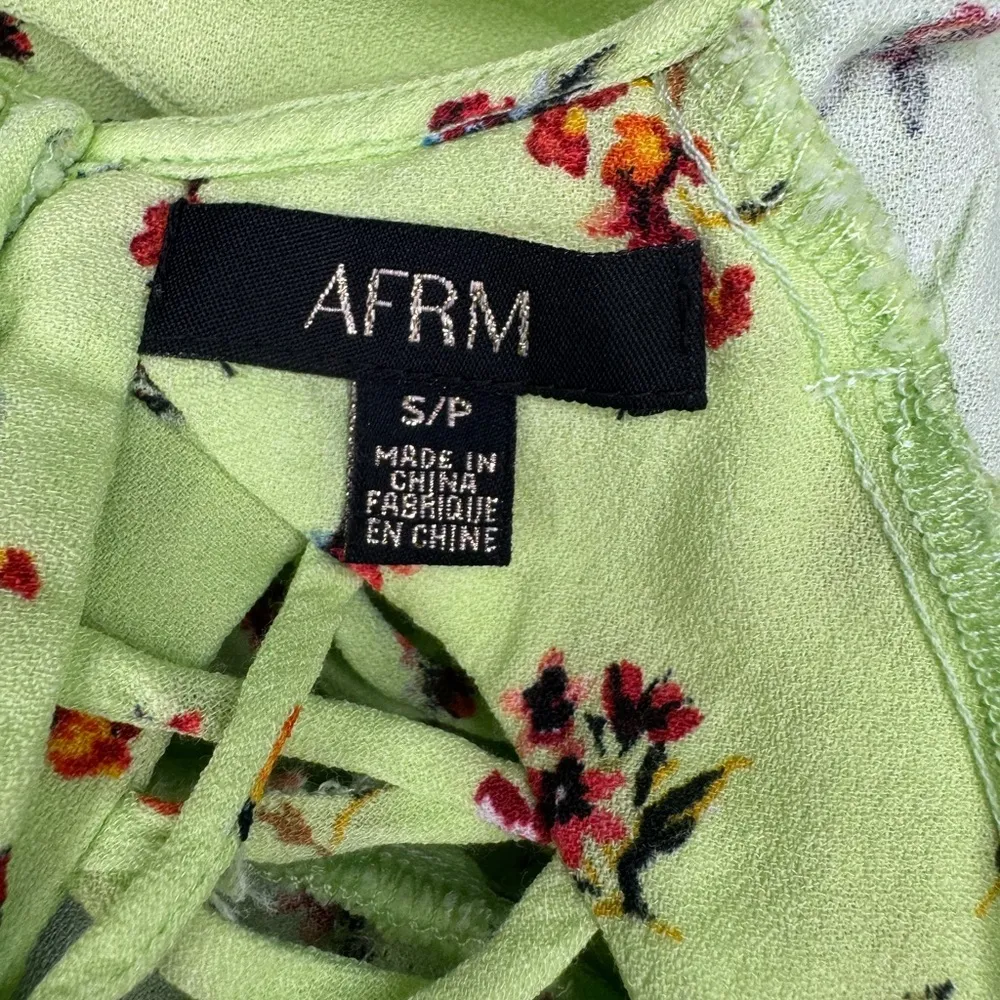 AFRM
S/P
MADE IN
CHINA
FABRIQUE
EN CHINE